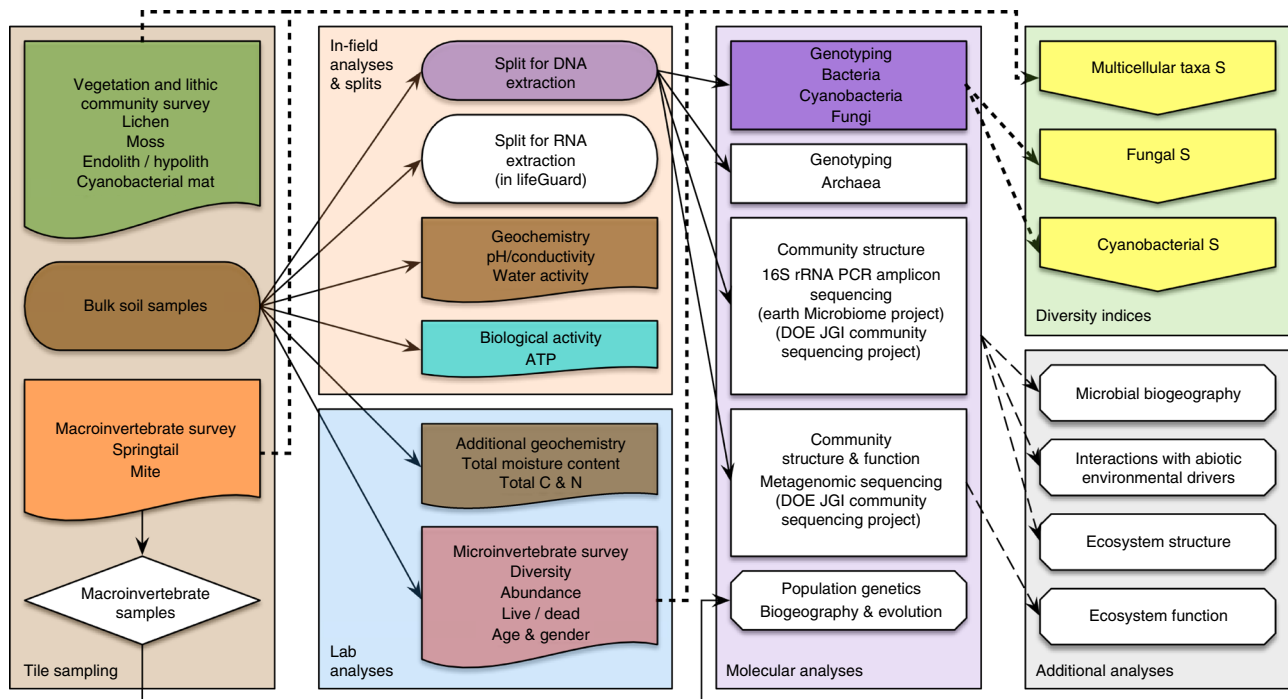 Vegetation and lithic
community survey
Lichen
Moss
Endolith / hypolith
Cyanobacterial mat
Bulk soil samples
Macroinvertebrate survey
Springtail
Mite
Macroinvertebrate
samples
Tile sampling
In-field
analyses
& splits
Split for DNA
extraction
Split for RNA
extraction
(in lifeGuard)
Geochemistry
pH/conductivity
Water activity
Biological activity
ATP
Additional geochemistry
Total moisture content
Total C & N
Microinvertebrate survey
Diversity
Abundance
Live / dead
Age & gender
Lab
analyses
Genotyping
Bacteria
Cyanobacteria
Fungi
Genotyping
Archaea
Community structure
16S rRNA PCR amplicon
sequencing
(earth Microbiome project)
(DOE JGI community
sequencing project)
Community
structure & function
Metagenomic sequencing
(DOE JGI community
sequencing project)
Population genetics
Biogeography & evolution
Molecular analyses
Multicellular taxa S
Fungal S
Cyanobacterial S
Diversity indices
Microbial biogeography
Interactions with abiotic
environmental drivers
Ecosystem structure
Ecosystem function
Additional analyses